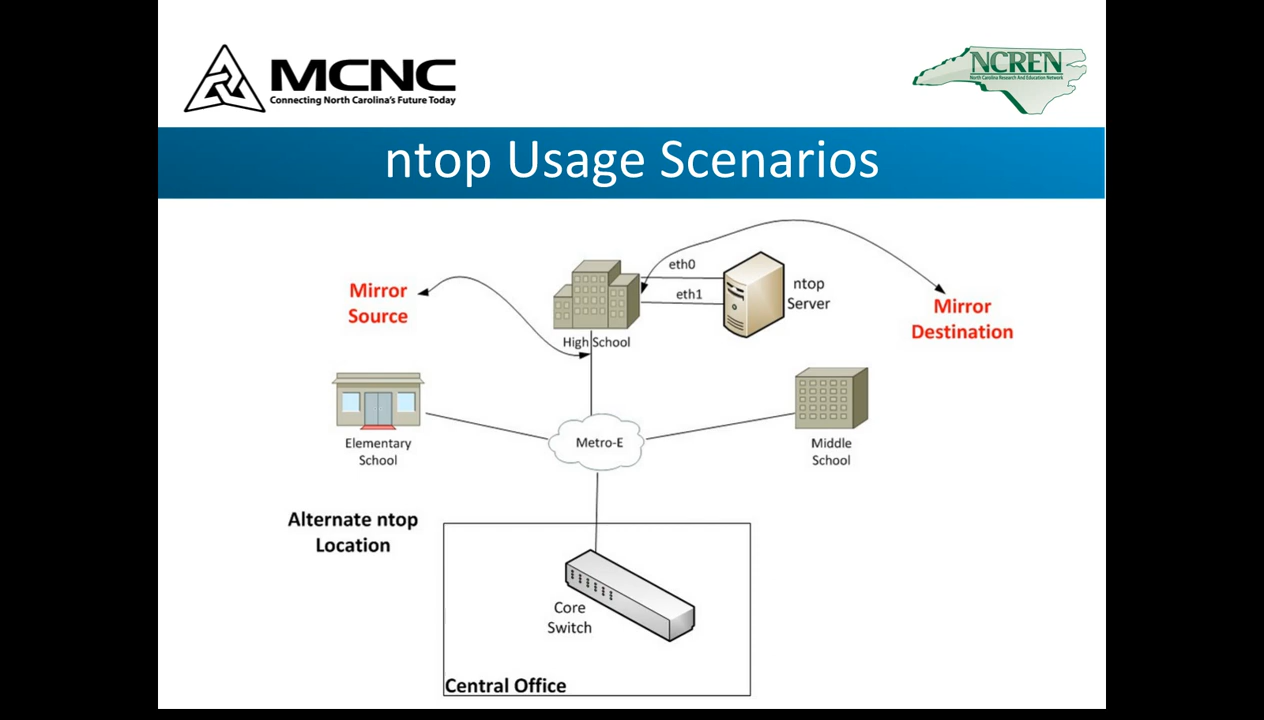 MCNC
Connecting North Carolina's Future Today
NCREN
North Carolina Research And Education Network
ntop Usage Scenarios
eth0
eth1
ntop
Server
Mirror
Source
Mirror
Destination
High School
Elementary
School
Metro-E
Middle
School
Alternate ntop
Location
Core
Switch
Central Office